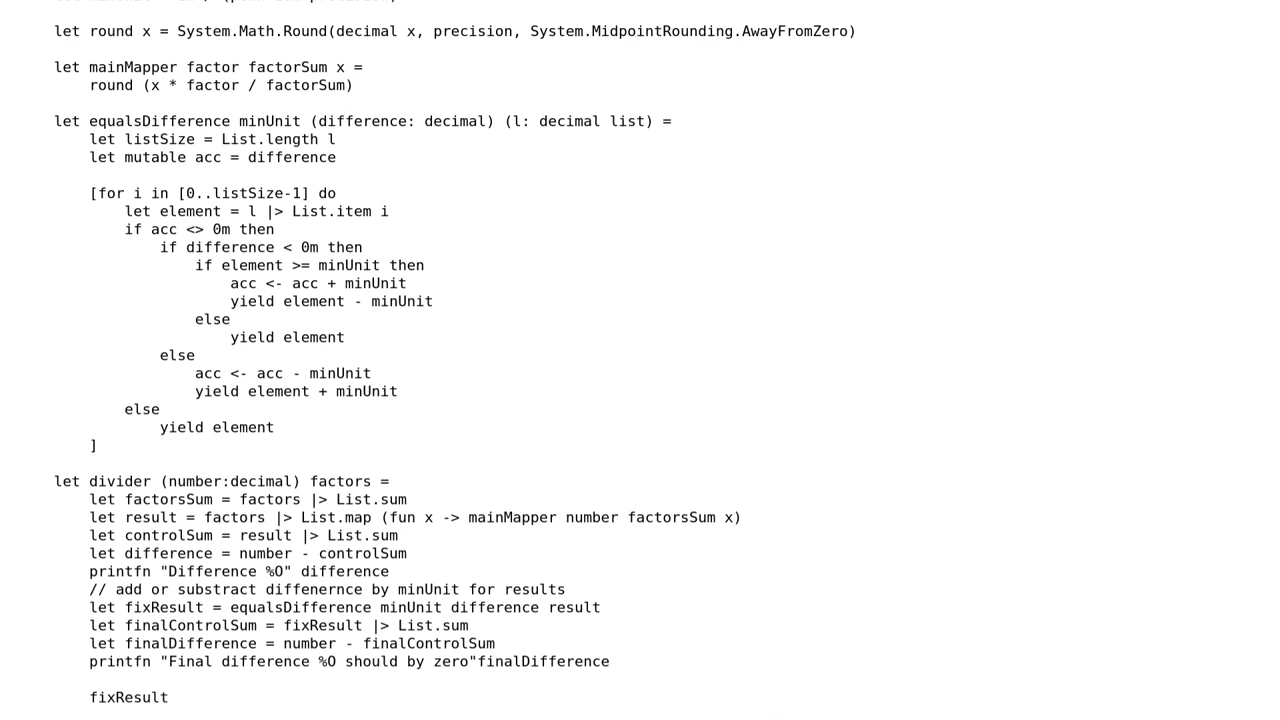 let round x = System.Math.Round(decimal x, precision, System.MidpointRounding.AwayFromZero)
let mainMapper factor factorSum x =
round (x * factor / factorSum)
let equalsDifference minUnit (difference: decimal) (l: decimal list) =
let listSize = List.length l
let mutable acc = difference
[for i in [0..listSize-1] do
let element = l |> List.item i
if acc <> 0m then
if difference < 0m then
if element >= minUnit then
acc <- acc + minUnit
yield element - minUnit
else
yield element
else
acc <- acc - minUnit
yield element + minUnit
else
yield element
]
let divider (number:decimal) factors =
let factorsSum = factors |> List.sum
let result = factors |> List.map (fun x -> mainMapper number factorsSum x)
let controlSum = result |> List.sum
let difference = number - controlSum
printfn "Difference %O" difference
// add or substract diffenernce by minUnit for results
let fixResult = equalsDifference minUnit difference result
let finalControlSum = fixResult |> List.sum
let finalDifference = number - finalControlSum
printfn "Final difference %O should by zero"finalDifference
fixResult